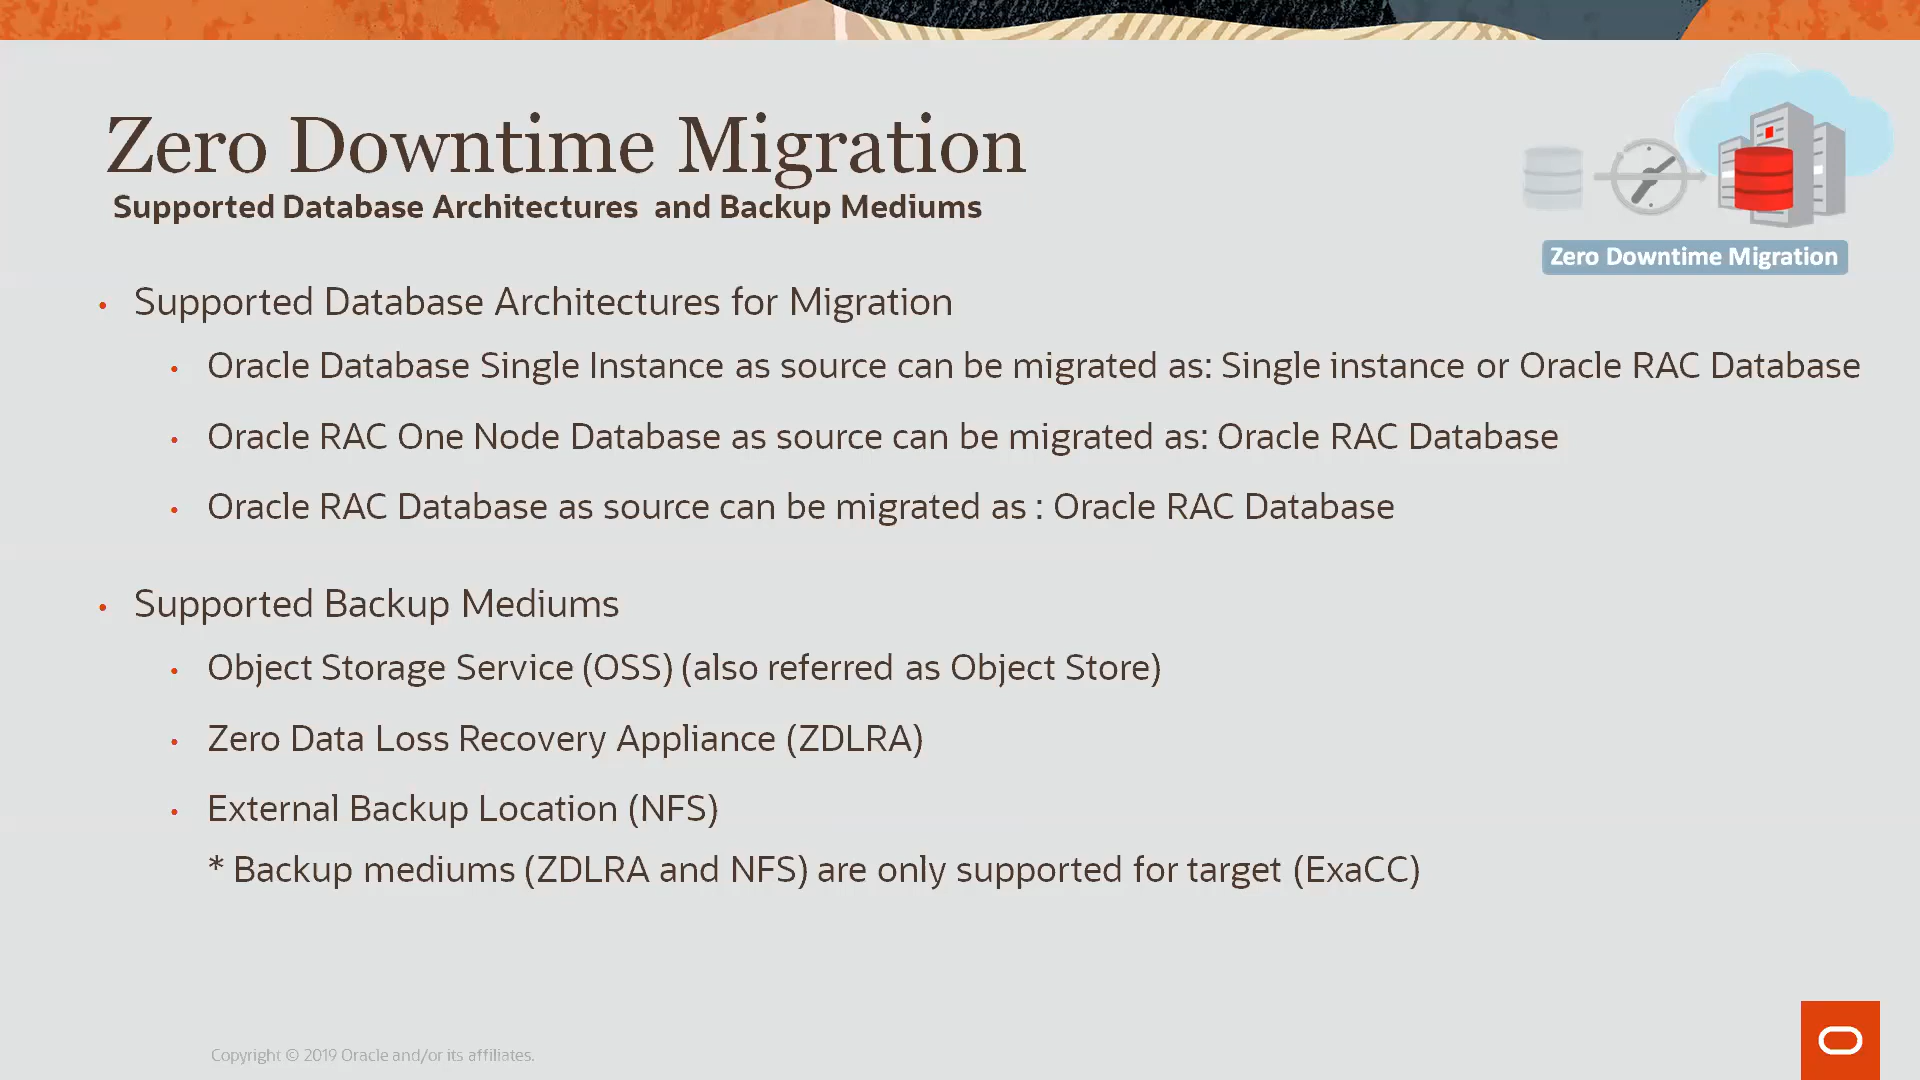 Zero Downtime Migration
Supported Database Architectures and Backup Mediums
Zero Downtime Migration
• Supported Database Architectures for Migration
• Oracle Database Single Instance as source can be migrated as: Single instance or Oracle RAC Database
• Oracle RAC One Node Database as source can be migrated as: Oracle RAC Database
• Oracle RAC Database as source can be migrated as : Oracle RAC Database
• Supported Backup Mediums
• Object Storage Service (OSS) (also referred as Object Store)
• Zero Data Loss Recovery Appliance (ZDLRA)
• External Backup Location (NFS)
* Backup mediums (ZDLRA and NFS) are only supported for target (ExaCC)
Copyright © 2019 Oracle and/or its affiliates.